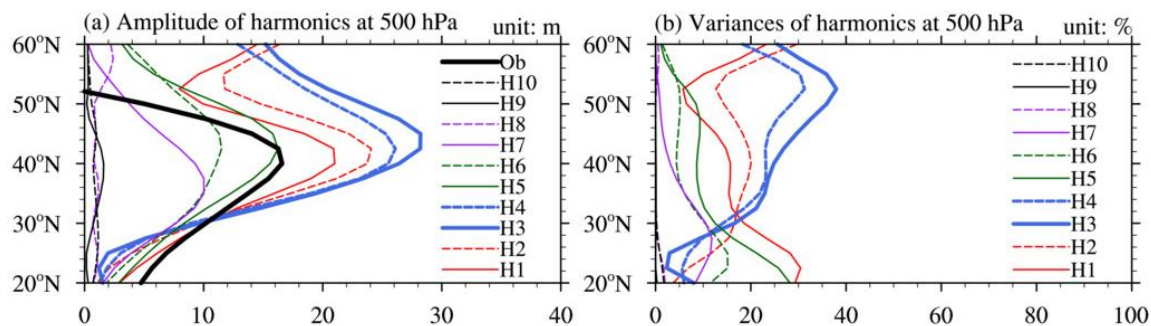 (a) Amplitude of harmonics at 500 hPa unit: m
60°N
50°N
40°N
30°N
20°N
0 10 20 30 40
Ob
H10
H9
H8
H7
H6
H5
H4
H3
H2
H1
(b) Variances of harmonics at 500 hPa unit: %
60°N
50°N
40°N
30°N
20°N
0 20 40 60 80 100
H10
H9
H8
H7
H6
H5
H4
H3
H2
H1